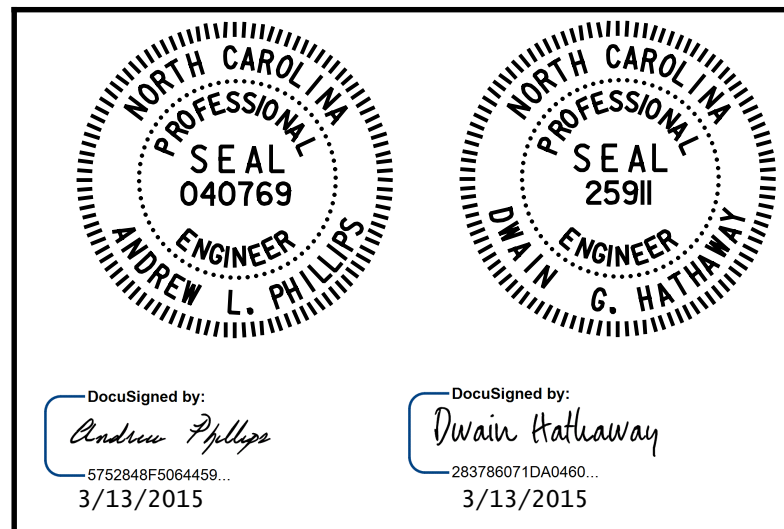 NORTH CAROLINA
PROFESSIONAL
SEAL
040769
ENGINEER
ANDREW L. PHILLIPS
NORTH CAROLINA
PROFESSIONAL
SEAL
25911
ENGINEER
DWAIN G. HATHAWAY
DocuSigned by:
Andrew Phillips
5752848F5064459...
3/13/2015
DocuSigned by:
Dwain Hathaway
283786071DA0460...
3/13/2015